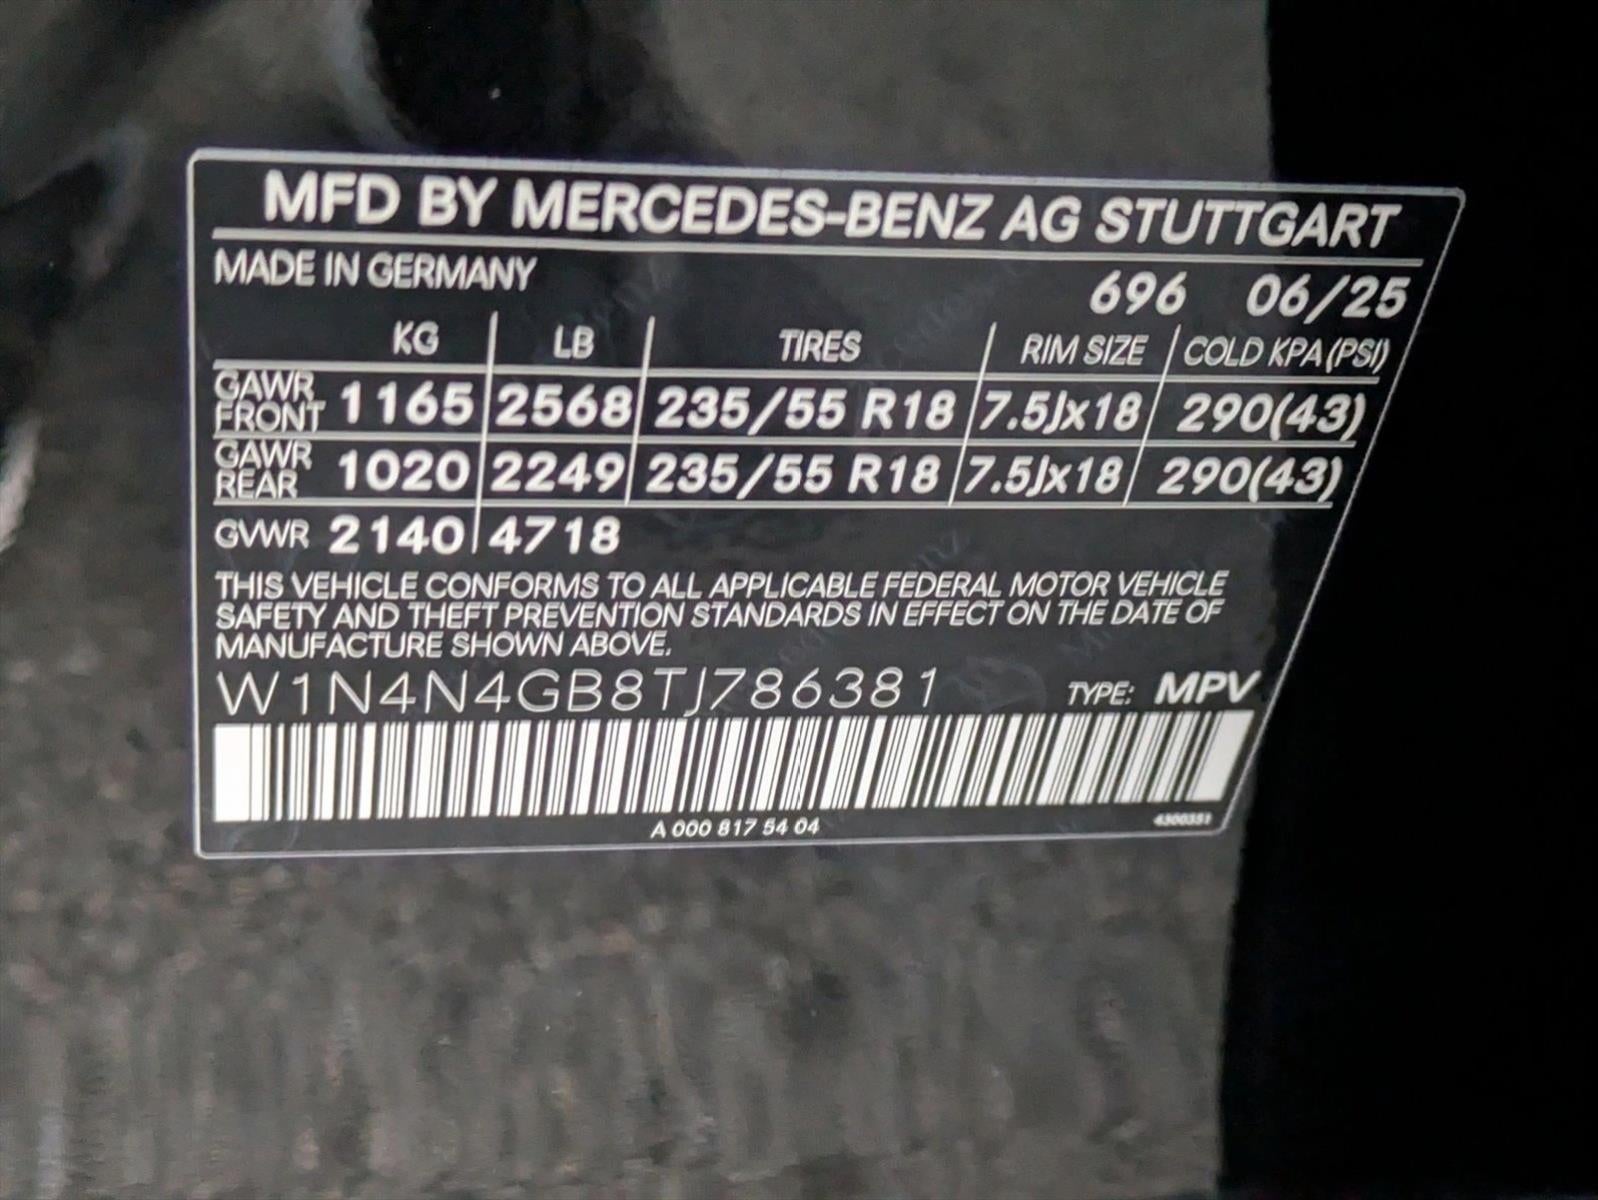 MFD BY MERCEDES-BENZ AG STUTTGART
MADE IN GERMANY
696 06/25
KG LB TIRES RIM SIZE COLD KPA (PSI)
GAWR FRONT 1165 2568 235/55 R18 7.5Jx18 290(43)
GAWR REAR 1020 2249 235/55 R18 7.5Jx18 290(43)
GVWR 2140 4718
THIS VEHICLE CONFORMS TO ALL APPLICABLE FEDERAL MOTOR VEHICLE
SAFETY AND THEFT PREVENTION STANDARDS IN EFFECT ON THE DATE OF
MANUFACTURE SHOWN ABOVE.
W1N4N4GB8TJ786381 TYPE: MPV
A 000 817 54 04
4300351